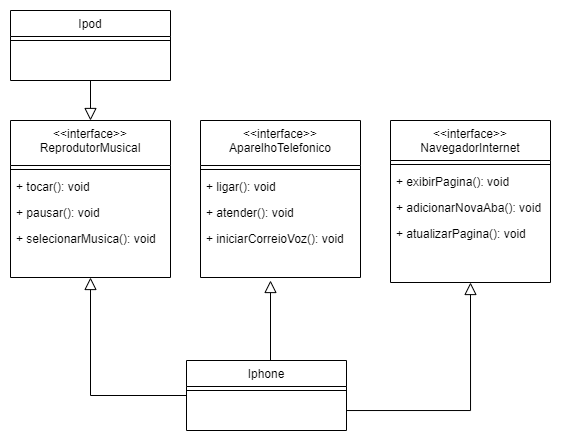 Ipod
<<interface>>
ReprodutorMusical
+ tocar(): void
+ pausar(): void
+ selecionarMusica(): void
<<interface>>
AparelhoTelefonico
+ ligar(): void
+ atender(): void
+ iniciarCorreioVoz(): void
<<interface>>
NavegadorInternet
+ exibirPagina(): void
+ adicionarNovaAba(): void
+ atualizarPagina(): void
Iphone